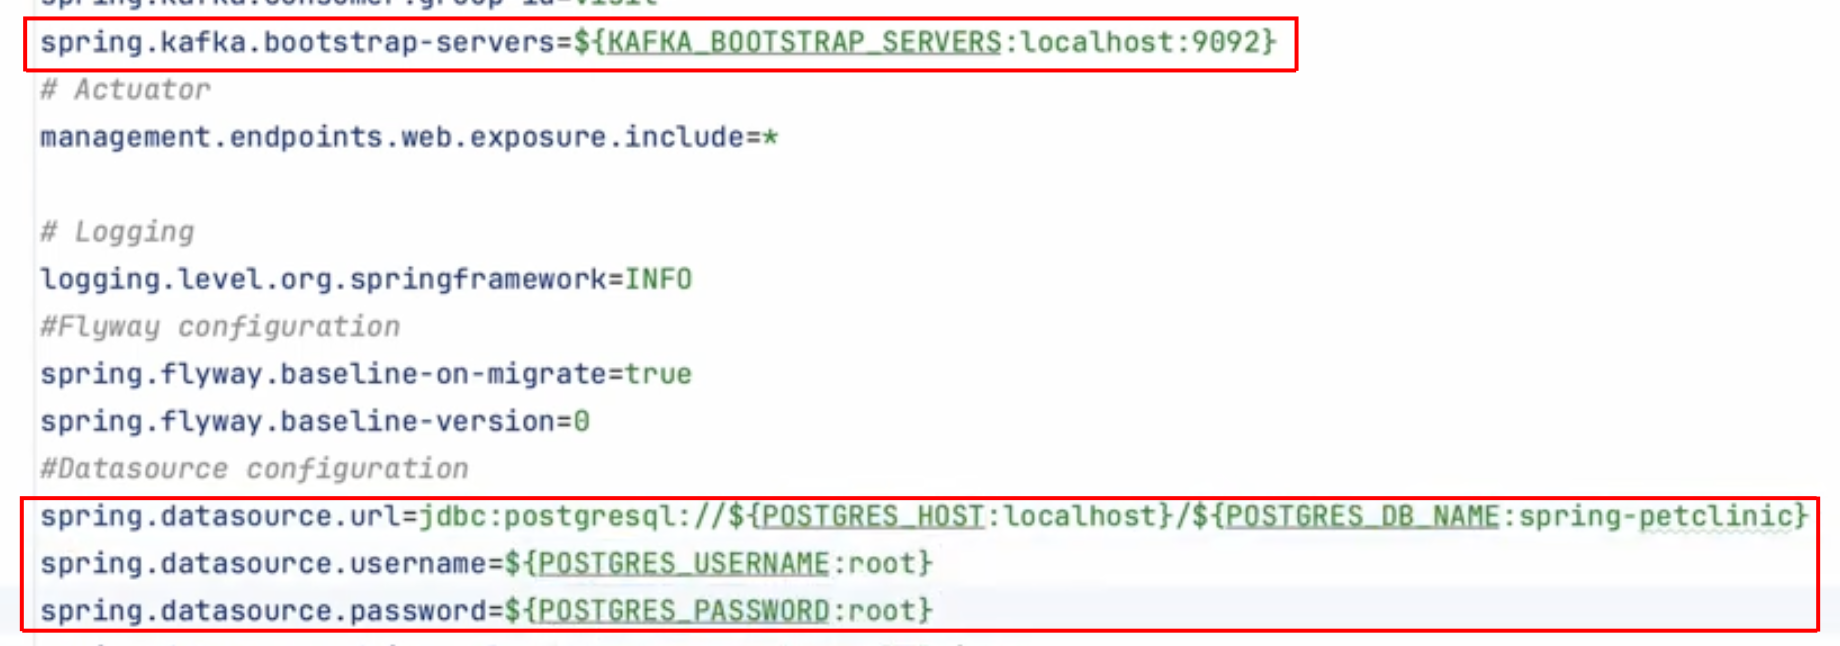 spring.kafka.consumer.group-id=visit
spring.kafka.bootstrap-servers=${KAFKA_BOOTSTRAP_SERVERS:localhost:9092}
# Actuator
management.endpoints.web.exposure.include=*
# Logging
logging.level.org.springframework=INFO
#Flyway configuration
spring.flyway.baseline-on-migrate=true
spring.flyway.baseline-version=0
#Datasource configuration
spring.datasource.url=jdbc:postgresql://${POSTGRES_HOST:localhost}/${POSTGRES_DB_NAME:spring-petclinic}
spring.datasource.username=${POSTGRES_USERNAME:root}
spring.datasource.password=${POSTGRES_PASSWORD:root}